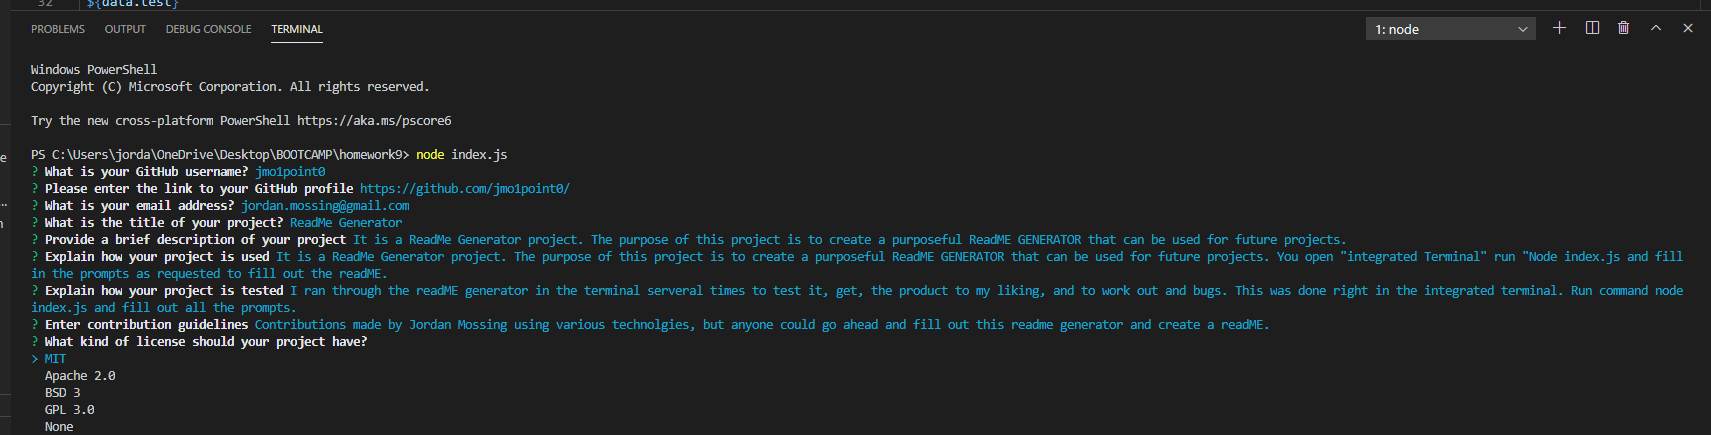 32 ${data.test}
PROBLEMS OUTPUT DEBUG CONSOLE TERMINAL 1: node
Windows PowerShell
Copyright (C) Microsoft Corporation. All rights reserved.
Try the new cross-platform PowerShell https://aka.ms/pscore6
PS C:\Users\jorda\OneDrive\Desktop\BOOTCAMP\homework9> node index.js
? What is your GitHub username? jmo1point0
? Please enter the link to your GitHub profile https://github.com/jmo1point0/
? What is your email address? jordan.mossing@gmail.com
? What is the title of your project? ReadMe Generator
? Provide a brief description of your project It is a ReadMe Generator project. The purpose of this project is to create a purposeful ReadME GENERATOR that can be used for future projects.
? Explain how your project is used It is a ReadMe Generator project. The purpose of this project is to create a purposeful ReadME GENERATOR that can be used for future projects. You open "integrated Terminal" run "Node index.js and fill
in the prompts as requested to fill out the readME.
? Explain how your project is tested I ran through the readME generator in the terminal serveral times to test it, get, the product to my liking, and to work out and bugs. This was done right in the integrated terminal. Run command node
index.js and fill out all the prompts.
? Enter contribution guidelines Contributions made by Jordan Mossing using various technolgies, but anyone could go ahead and fill out this readme generator and create a readME.
? What kind of license should your project have?
> MIT
Apache 2.0
BSD 3
GPL 3.0
None